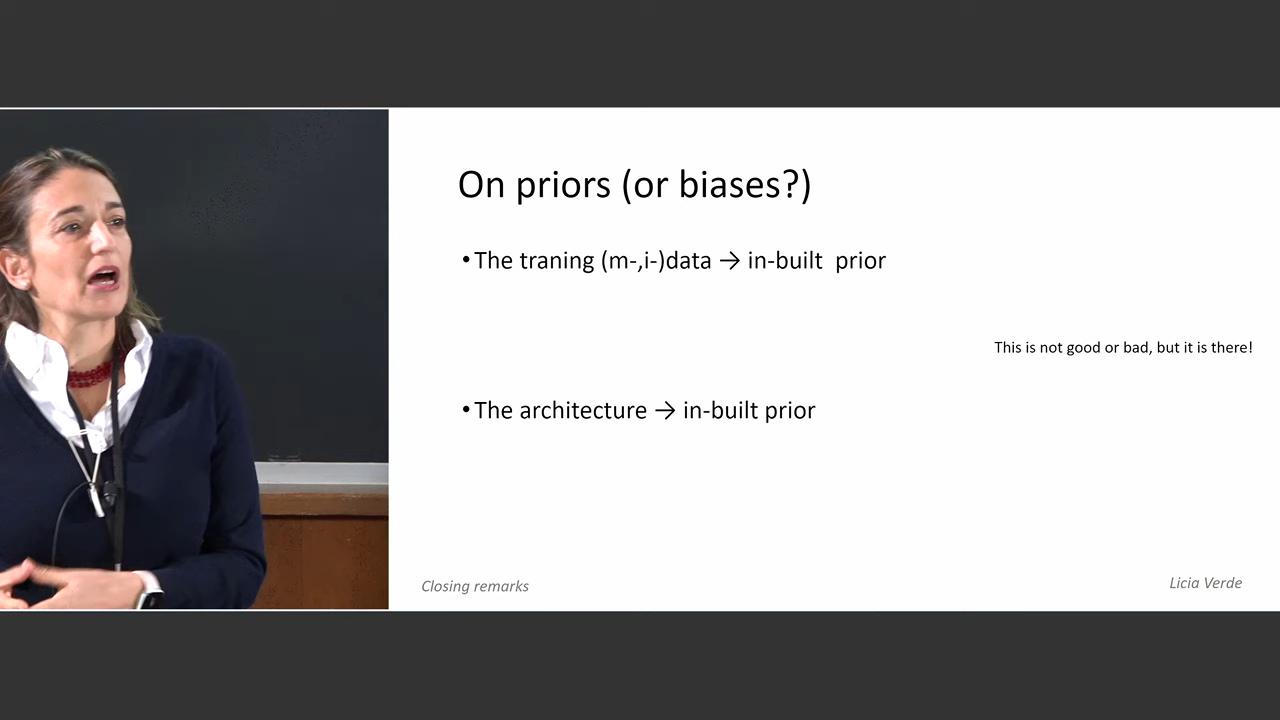 On priors (or biases?)
•The traning (m-,i-)data → in-built prior
This is not good or bad, but it is there!
•The architecture → in-built prior
Closing remarks
Licia Verde